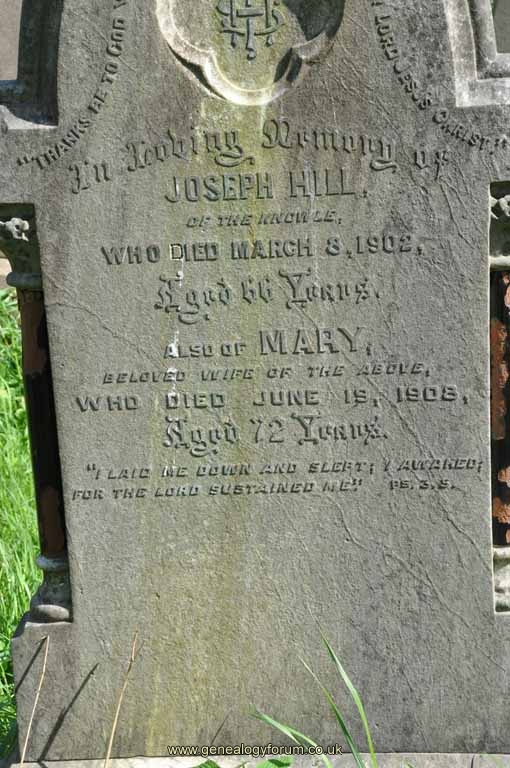 "THANKS BE TO GOD
LORD JESUS CHRIST."
In Loving Memory of
JOSEPH HILL,
OF THE KNOWLE,
WHO DIED MARCH 8, 1902,
Aged 66 Years.
ALSO OF MARY,
BELOVED WIFE OF THE ABOVE,
WHO DIED JUNE 19, 1908,
Aged 72 Years.
"I LAID ME DOWN AND SLEPT; I AWAKED;
FOR THE LORD SUSTAINED ME." PS. 3. 5.
www.genealogyforum.co.uk